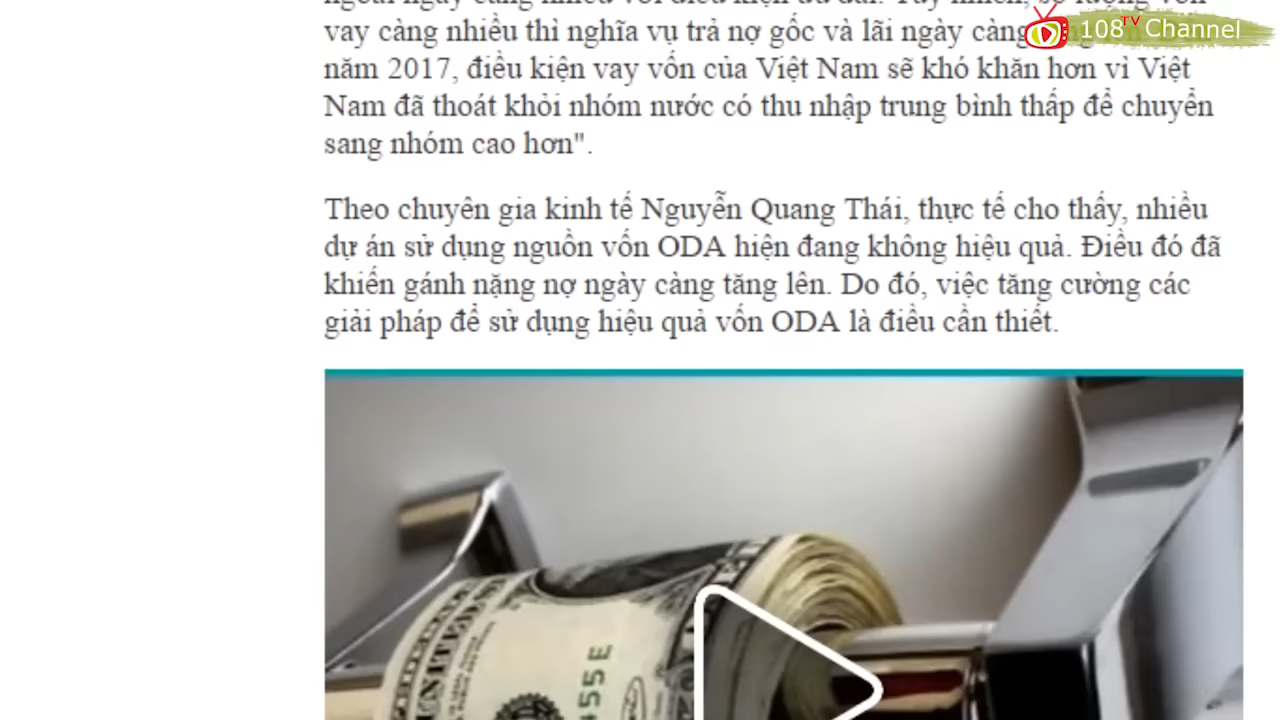 vay càng nhiều thì nghĩa vụ trả nợ gốc và lãi ngày càng
năm 2017, điều kiện vay vốn của Việt Nam sẽ khó khăn hơn vì Việt
Nam đã thoát khỏi nhóm nước có thu nhập trung bình thấp để chuyển
sang nhóm cao hơn".
Theo chuyên gia kinh tế Nguyễn Quang Thái, thực tế cho thấy, nhiều
dự án sử dụng nguồn vốn ODA hiện đang không hiệu quả. Điều đó đã
khiến gánh nặng nợ ngày càng tăng lên. Do đó, việc tăng cường các
giải pháp để sử dụng hiệu quả vốn ODA là điều cần thiết.
108 TV Channel
UNITED
55 E